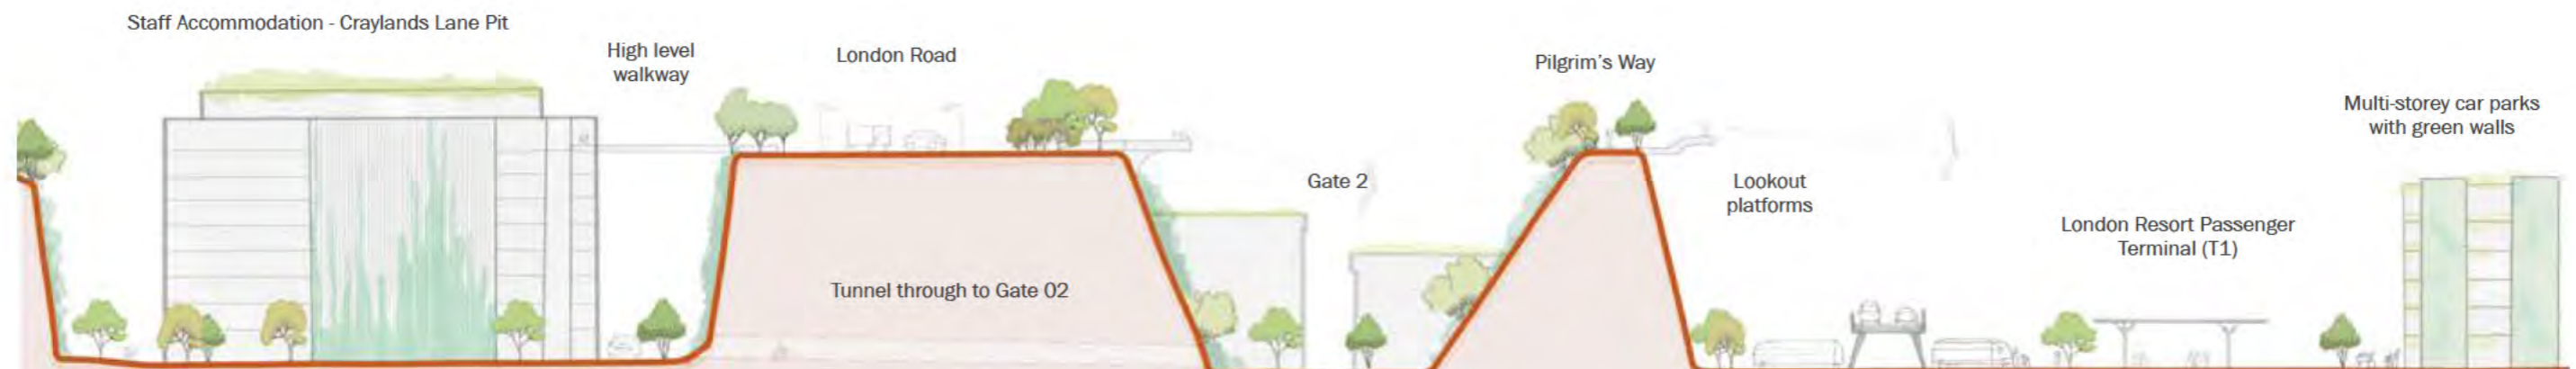 Staff Accommodation - Craylands Lane Pit
High level
walkway
London Road
Tunnel through to Gate 02
Gate 2
Pilgrim's Way
Lookout
platforms
London Resort Passenger
Terminal (T1)
Multi-storey car parks
with green walls